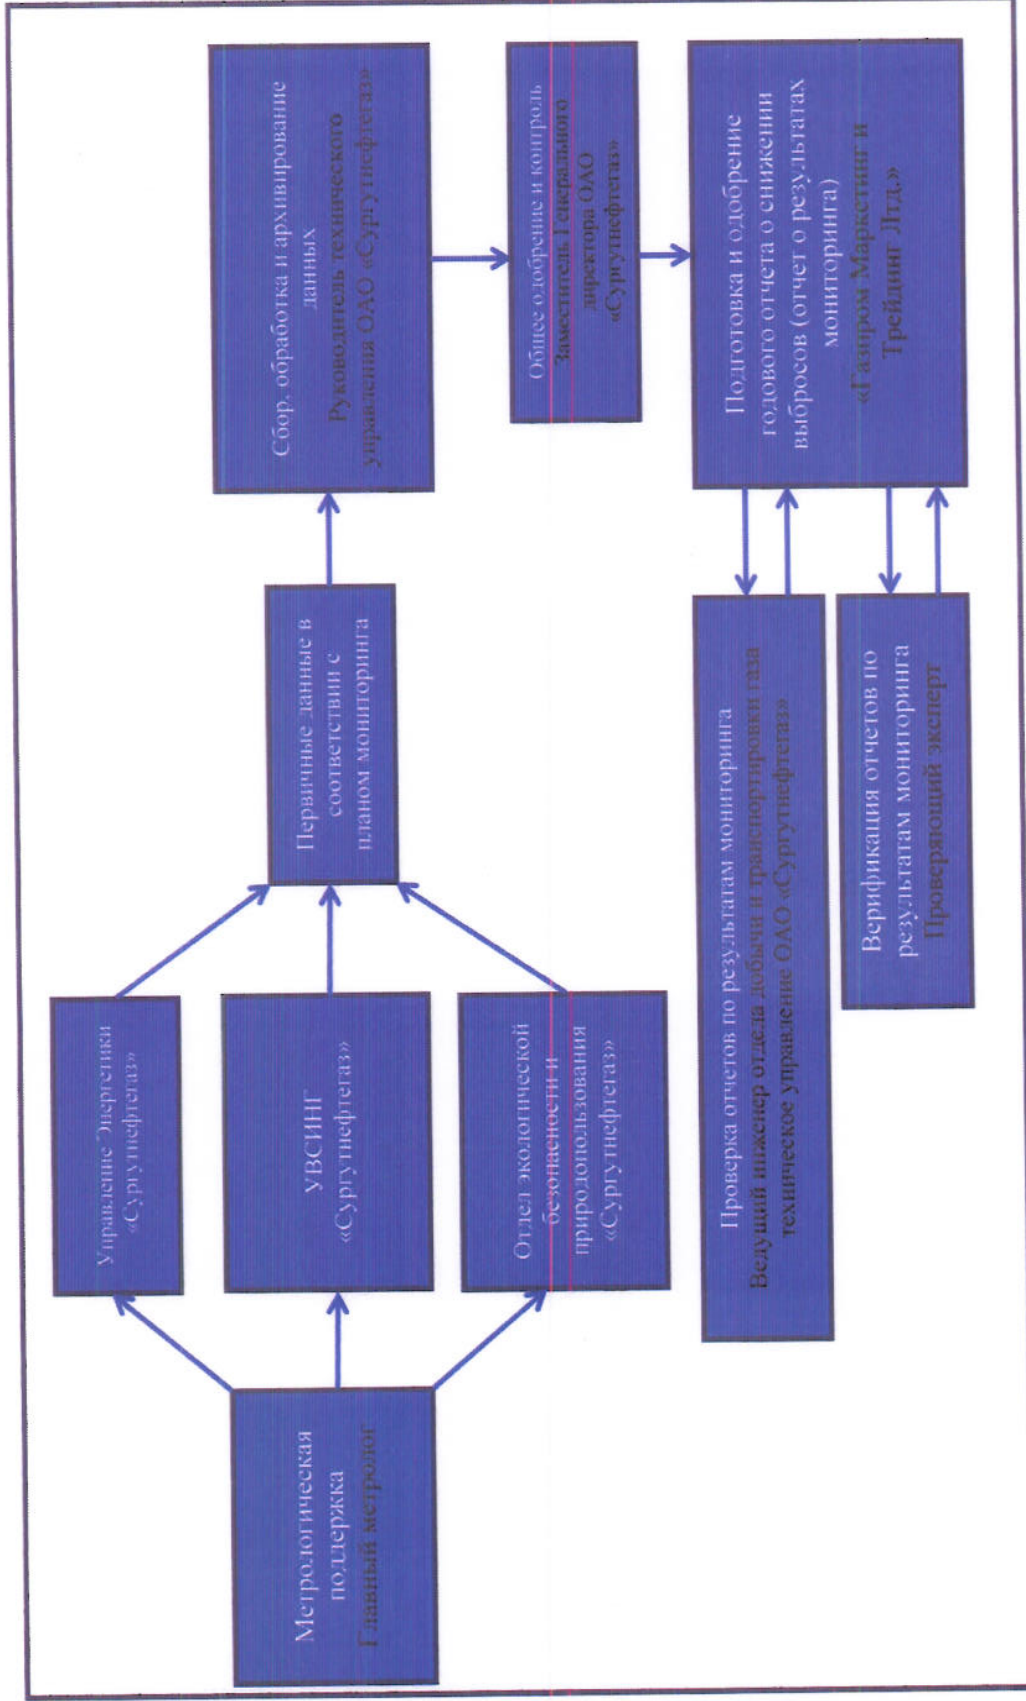 Метрологическая
поддержка
Главный метролог
Управление Энергетики
«Сургутнефтегаз»
УВСИНГ
«Сургутнефтегаз»
Отдел экологической
безопасности и
природопользования
«Сургутнефтегаз»
Первичные данные в
соответствии с
планом мониторинга
Сбор, обработка и архивирование
данных
Руководитель технического
управления ОАО «Сургутнефтегаз»
Общее одобрение и контроль
Заместитель Генерального
директора ОАО
«Сургутнефтегаз»
Подготовка и одобрение
годового отчета о снижении
выбросов (отчет о результатах
мониторинга)
«Газпром Маркетинг и
Трейдинг Лтд.»
Проверка отчетов по результатам мониторинга
Ведущий инженер отдела добычи и транспортировки газа
техническое управление ОАО «Сургутнефтегаз»
Верификация отчетов по
результатам мониторинга
Проверяющий эксперт